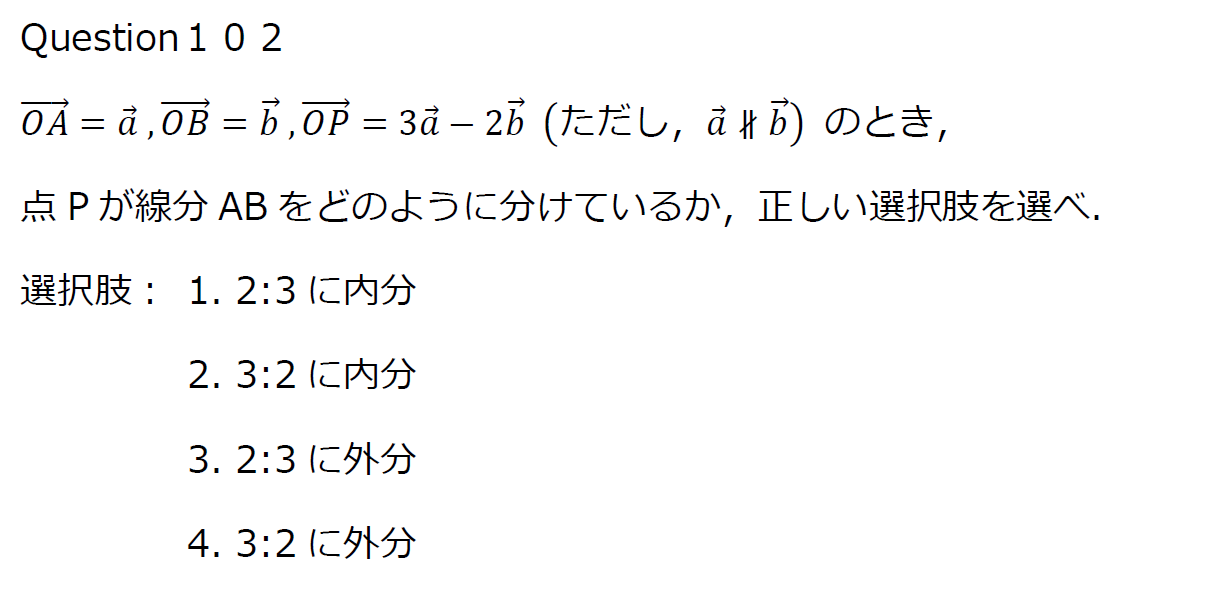 Question１０２
$\overrightarrow{OA} = \vec{a}, \overrightarrow{OB} = \vec{b}, \overrightarrow{OP} = 3\vec{a} - 2\vec{b}$ (ただし，$\vec{a} ∦ \vec{b}$) のとき，
点 P が線分 AB をどのように分けているか，正しい選択肢を選べ.
選択肢： 1. 2:3 に内分
2. 3:2 に内分
3. 2:3 に外分
4. 3:2 に外分